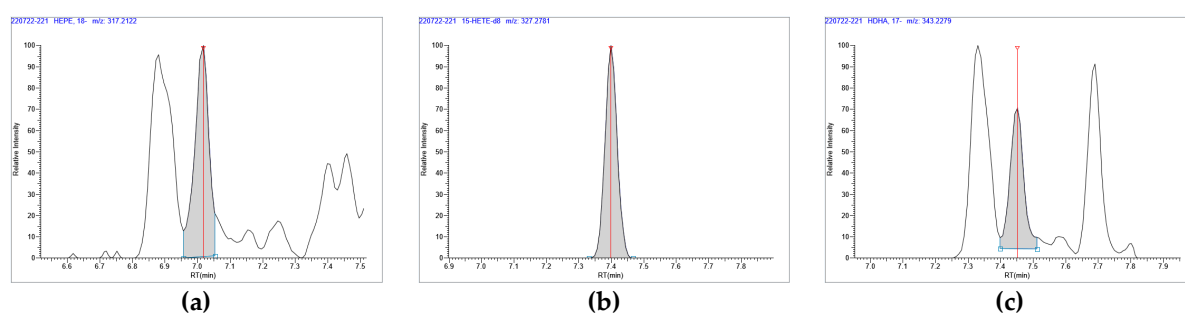 220722-221 HEPE, 18- m/z: 317.2122
100
90
80
70
60
50
40
30
20
10
0
Relative Intensity
6.6 6.7 6.8 6.9 7.0 7.1 7.2 7.3 7.4 7.5
RT(min)
(a)
220722-221 15-HETE-d8 m/z: 327.2781
100
90
80
70
60
50
40
30
20
10
0
Relative Intensity
6.9 7.0 7.1 7.2 7.3 7.4 7.5 7.6 7.7 7.8
RT(min)
(b)
220722-221 HDHA, 17- m/z: 343.2279
100
90
80
70
60
50
40
30
20
10
0
Relative Intensity
7.0 7.1 7.2 7.3 7.4 7.5 7.6 7.7 7.8 7.9
RT(min)
(c)